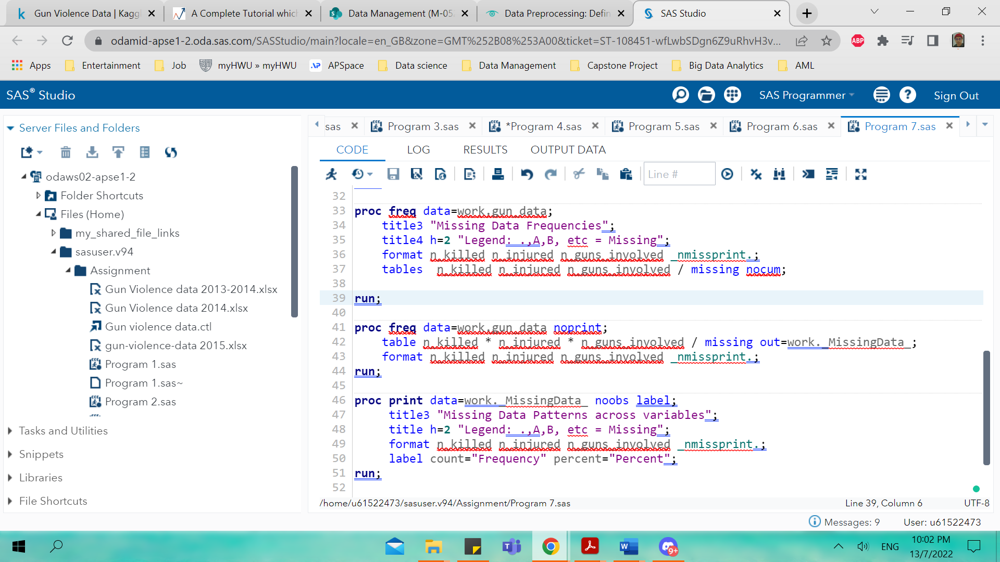 Gun Violence Data | Kaggl
A Complete Tutorial which
Data Management (M-05
Data Preprocessing: Defin
SAS Studio
odamid-apse1-2.oda.sas.com/SASStudio/main?locale=en_GB&zone=GMT%252B08%253A00&ticket=ST-108451-wfLwbSDgn6Z9uRhvH3v...
ABP
Apps
Entertainment
Job
myHWU » myHWU
APSpace
Data science
Data Management
Capstone Project
Big Data Analytics
AML
SAS® Studio
SAS Programmer
Sign Out
Server Files and Folders
odaws02-apse1-2
Folder Shortcuts
Files (Home)
my_shared_file_links
sasuser.v94
Assignment
Gun Violence data 2013-2014.xlsx
Gun Violence data 2014.xlsx
Gun violence data.ctl
gun-violence-data 2015.xlsx
Program 1.sas
Program 1.sas~
Program 2.sas
Tasks and Utilities
Snippets
Libraries
File Shortcuts
sas
Program 3.sas
*Program 4.sas
Program 5.sas
Program 6.sas
Program 7.sas
CODE
LOG
RESULTS
OUTPUT DATA
Line #
32
33 proc freq data=work.gun_data;
34 title3 "Missing Data Frequencies";
35 title4 h=2 "Legend: .,A,B, etc = Missing";
36 format n_killed n_injured n_guns_involved _nmissprint.;
37 tables n_killed n_injured n_guns_involved / missing nocum;
38
39 run;
40
41 proc freq data=work.gun_data noprint;
42 table n_killed * n_injured * n_guns_involved / missing out=work._MissingData_;
43 format n_killed n_injured n_guns_involved _nmissprint.;
44 run;
45
46 proc print data=work._MissingData_ noobs label;
47 title3 "Missing Data Patterns across variables";
48 title h=2 "Legend: .,A,B, etc = Missing";
49 format n_killed n_injured n_guns_involved _nmissprint.;
50 label count="Frequency" percent="Percent";
51 run;
52
/home/u61522473/sasuser.v94/Assignment/Program 7.sas
Line 39, Column 6
UTF-8
Messages: 9
User: u61522473
9+
ENG
10:02 PM
13/7/2022